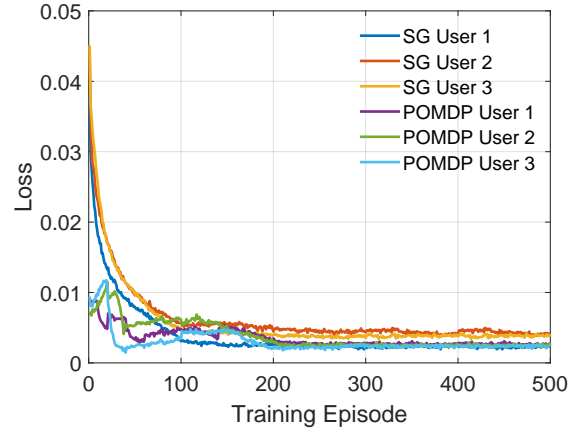 0.05
0.04
0.03
0.02
0.01
0
Loss
SG User 1
SG User 2
SG User 3
POMDP User 1
POMDP User 2
POMDP User 3
0 100 200 300 400 500
Training Episode